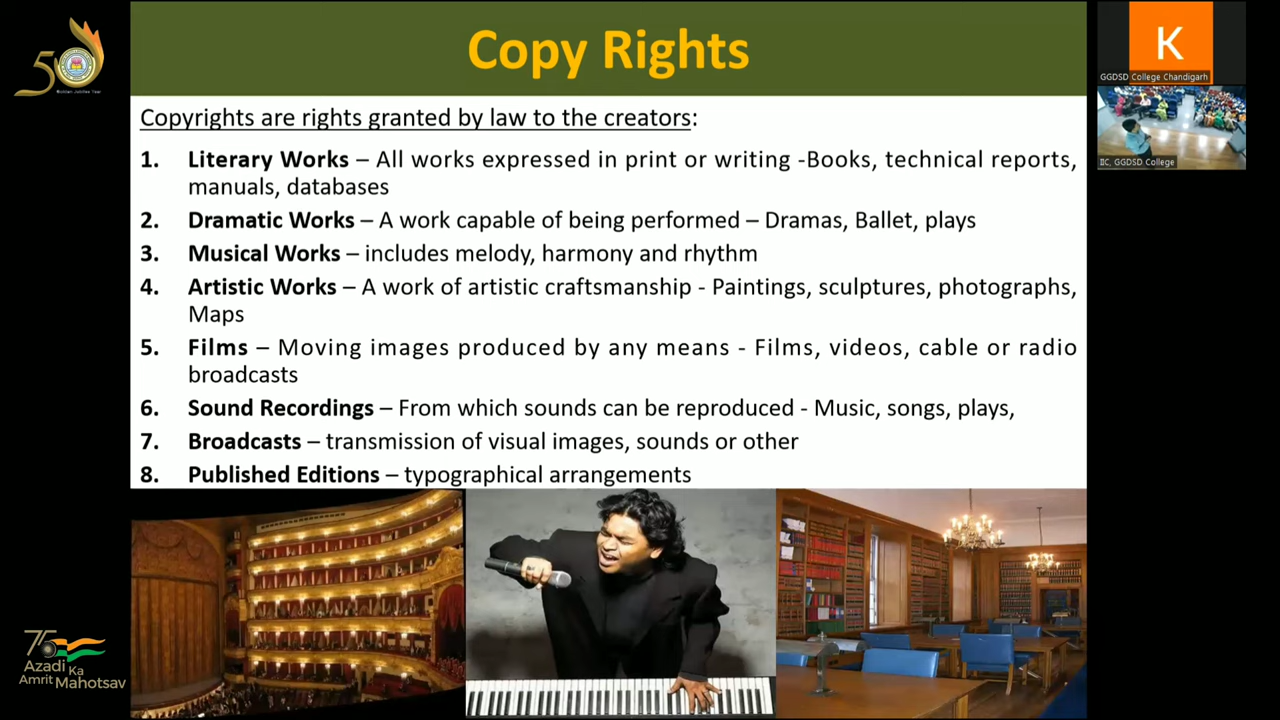 50
Golden Jubilee Year
Copy Rights
Copyrights are rights granted by law to the creators:
1. Literary Works – All works expressed in print or writing -Books, technical reports,
manuals, databases
2. Dramatic Works – A work capable of being performed – Dramas, Ballet, plays
3. Musical Works – includes melody, harmony and rhythm
4. Artistic Works – A work of artistic craftsmanship - Paintings, sculptures, photographs,
Maps
5. Films – Moving images produced by any means - Films, videos, cable or radio
broadcasts
6. Sound Recordings – From which sounds can be reproduced - Music, songs, plays,
7. Broadcasts – transmission of visual images, sounds or other
8. Published Editions – typographical arrangements
K
GGDSD College Chandigarh
IIC, GGDSD College
75
Azadi Ka
Amrit Mahotsav